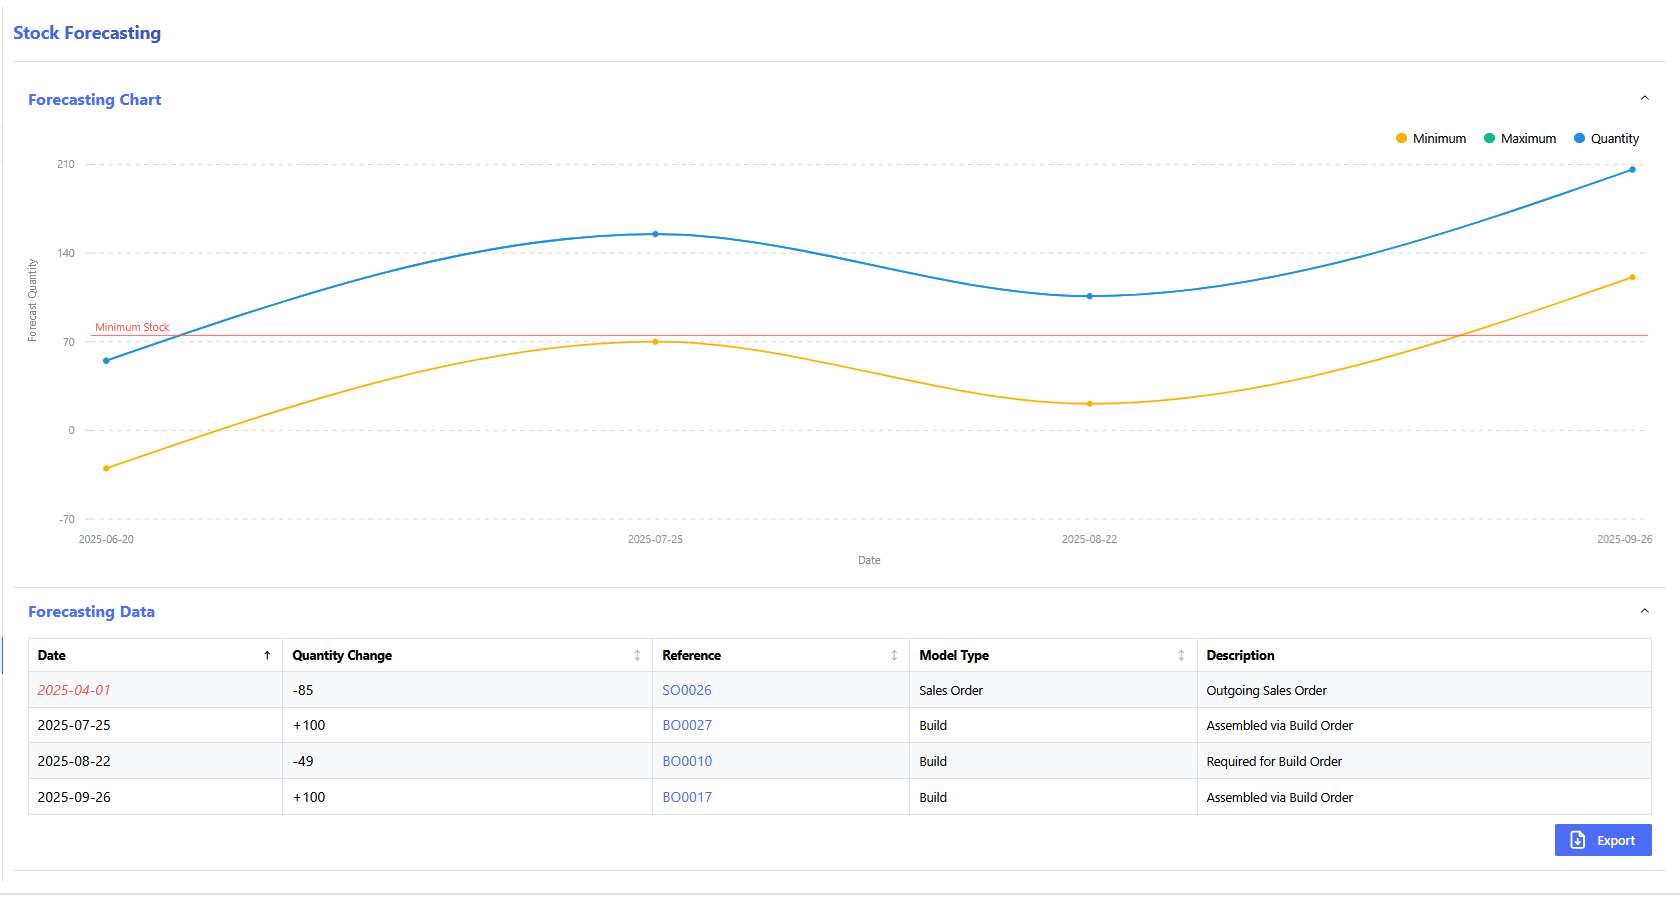 Stock Forecasting
Forecasting Chart
Minimum Maximum Quantity
210
140
70
0
-70
Forecast Quantity
Minimum Stock
2025-06-20 2025-07-25 2025-08-22 2025-09-26
Date
Forecasting Data
Date Quantity Change Reference Model Type Description
2025-04-01 -85 SO0026 Sales Order Outgoing Sales Order
2025-07-25 +100 BO0027 Build Assembled via Build Order
2025-08-22 -49 BO0010 Build Required for Build Order
2025-09-26 +100 BO0017 Build Assembled via Build Order
Export